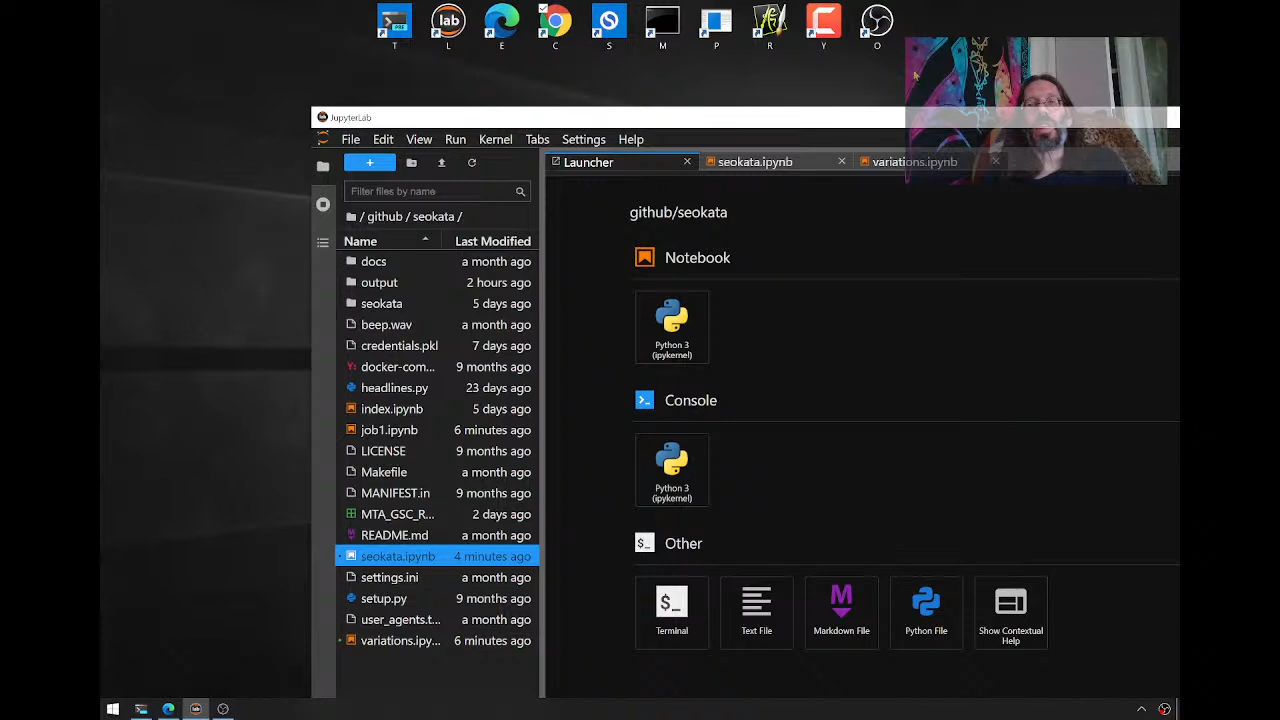 T L E C S M P R Y O
lab
PRE
JupyterLab
File Edit View Run Kernel Tabs Settings Help
+
Launcher
seokata.ipynb
variations.ipynb
Filter files by name
/ github / seokata /
Name Last Modified
docs a month ago
output 2 hours ago
seokata 5 days ago
beep.wav a month ago
credentials.pkl 7 days ago
docker-com... 9 months ago
headlines.py 23 days ago
index.ipynb 5 days ago
job1.ipynb 6 minutes ago
LICENSE 9 months ago
Makefile a month ago
MANIFEST.in 9 months ago
MTA_GSC_R... 2 days ago
README.md a month ago
seokata.ipynb 4 minutes ago
settings.ini a month ago
setup.py 9 months ago
user_agents.t... a month ago
variations.ipy... 6 minutes ago
github/seokata
Notebook
Python 3
(ipykernel)
Console
Python 3
(ipykernel)
$_ Other
$_
M
Terminal
Text File
Markdown File
Python File
Show Contextual
Help